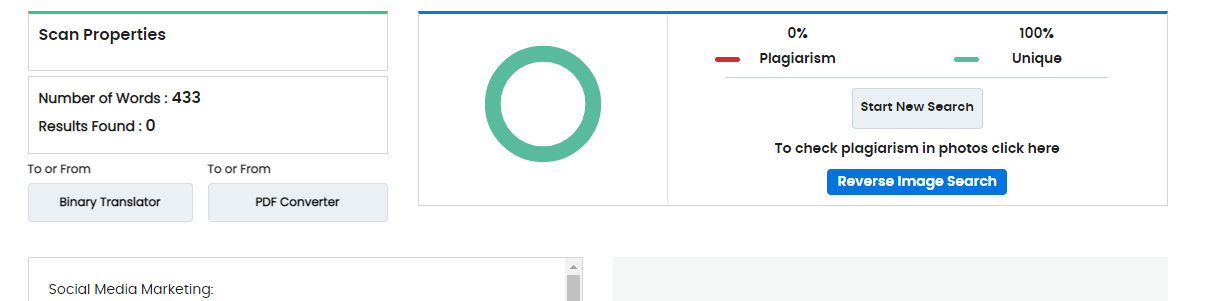 Scan Properties
Number of Words : 433
Results Found : 0
To or From
To or From
Binary Translator
PDF Converter
0%
100%
Plagiarism
Unique
Start New Search
To check plagiarism in photos click here
Reverse Image Search
Social Media Marketing: